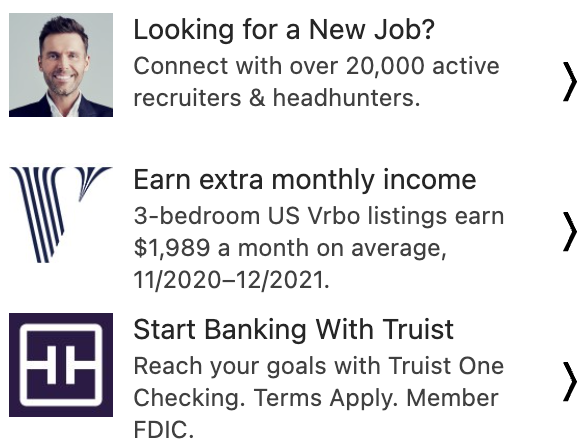 Looking for a New Job?
Connect with over 20,000 active
recruiters & headhunters.
Earn extra monthly income
3-bedroom US Vrbo listings earn
$1,989 a month on average,
11/2020–12/2021.
Start Banking With Truist
Reach your goals with Truist One
Checking. Terms Apply. Member
FDIC.